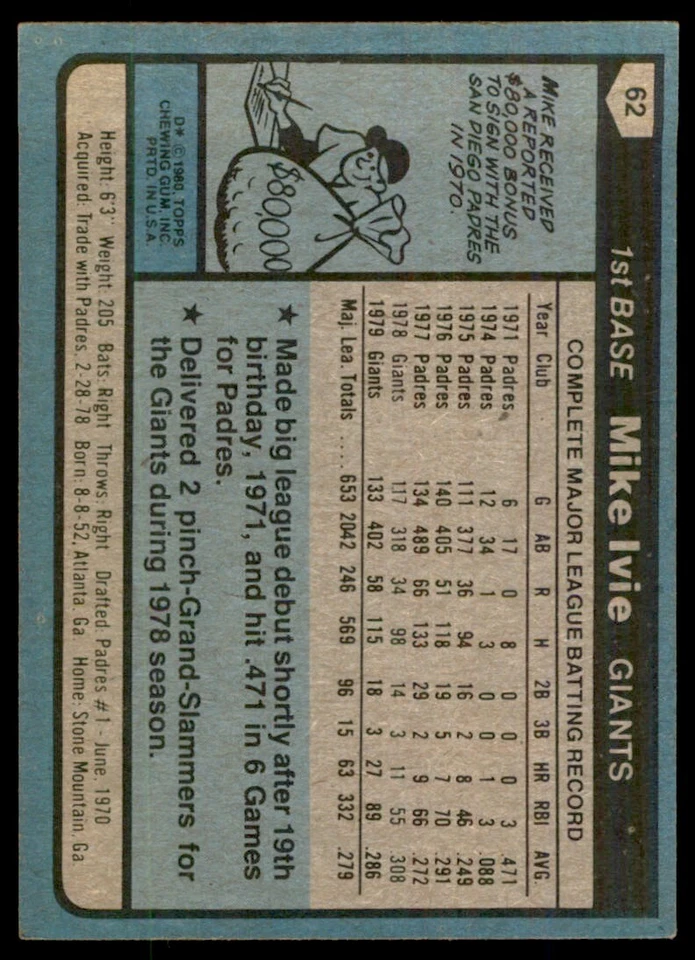 62
1st BASE Mike Ivie GIANTS
MIKE RECEIVED
A REPORTED
$80,000 BONUS
TO SIGN WITH THE
SAN DIEGO PADRES
IN 1970.
$80,000
D* © 1980, TOPPS
CHEWING GUM, INC.
PRTD. IN U.S.A.
COMPLETE MAJOR LEAGUE BATTING RECORD
Year Club G AB R H 2B 3B HR RBI AVG.
1971 Padres 6 17 0 8 0 0 0 3 .471
1974 Padres 12 34 1 3 0 0 1 3 .088
1975 Padres 111 377 36 94 16 2 8 46 .249
1976 Padres 140 405 51 118 19 5 7 70 .291
1977 Padres 134 489 66 133 29 2 9 66 .272
1978 Giants 117 318 34 98 14 3 11 55 .308
1979 Giants 133 402 58 115 18 3 27 89 .286
Maj. Lea. Totals .... 653 2042 246 569 96 15 63 332 .279
★ Made big league debut shortly after 19th
birthday, 1971, and hit .471 in 6 Games
for Padres.
★ Delivered 2 pinch-Grand-Slammers for
the Giants during 1978 season.
Height: 6'3" Weight: 205 Bats: Right Throws: Right Drafted: Padres #1 - June, 1970
Acquired: Trade with Padres, 2-28-78 Born: 8-8-52, Atlanta, Ga Home: Stone Mountain, Ga